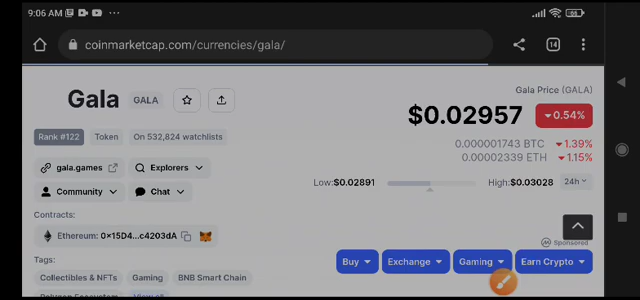 9:06 AM
coinmarketcap.com/currencies/gala/
14
Gala GALA
Gala Price (GALA)
$0.02957 0.54%
Rank #122 Token On 532,824 watchlists
0.000001743 BTC 1.39%
0.00002339 ETH 1.15%
gala.games Explorers
Low:$0.02891 High:$0.03028 24h
Community Chat
Contracts:
Ethereum: 0x15D4...c4203dA
Sponsored
Tags:
Buy Exchange Gaming Earn Crypto
Collectibles & NFTs Gaming BNB Smart Chain
Polygon Ecosystem View all